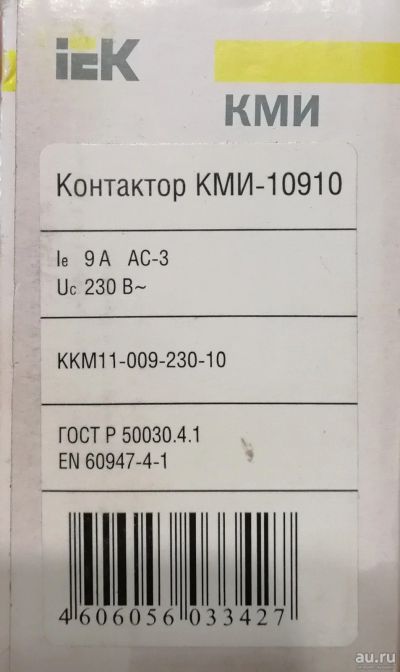 iEK
КМИ
Контактор КМИ-10910
Ie 9 А АС-3
Uc 230 В~
KKM11-009-230-10
ГОСТ Р 50030.4.1
EN 60947-4-1
4 606056 033427
au.ru